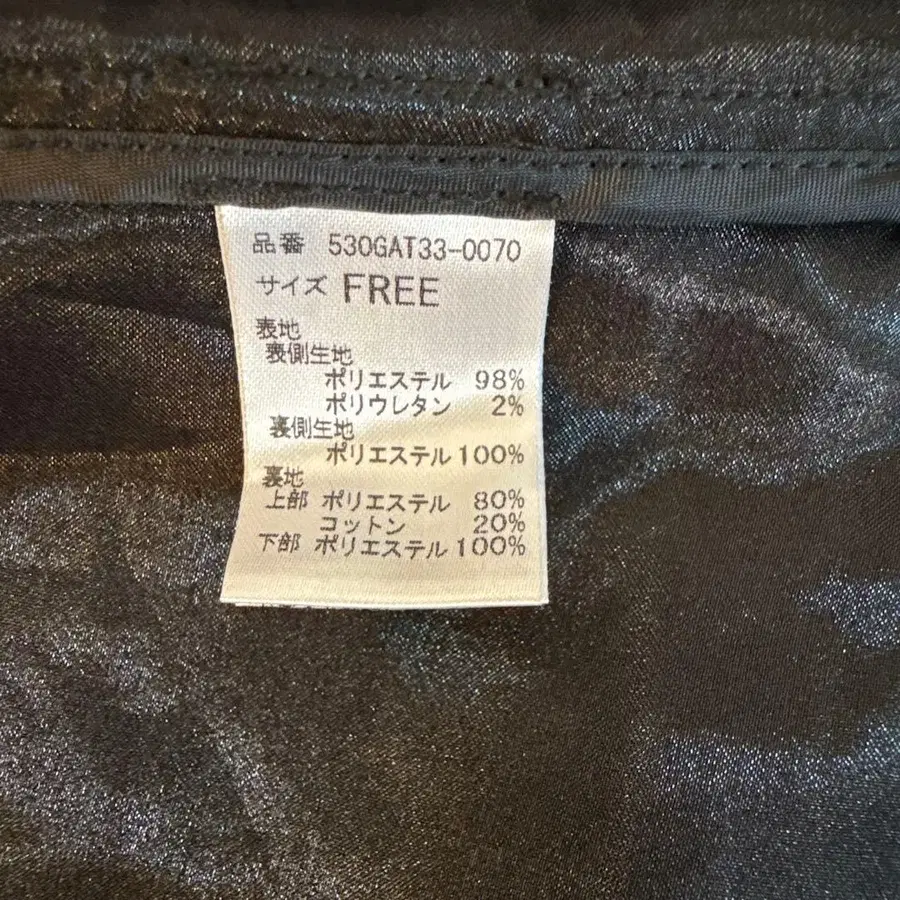 品番 530GAT33-0070
サイズ FREE
表地
表側生地
ポリエステル 98%
ポリウレタン 2%
裏側生地
ポリエステル 100%
裏地
上部 ポリエステル 80%
コットン 20%
下部 ポリエステル 100%